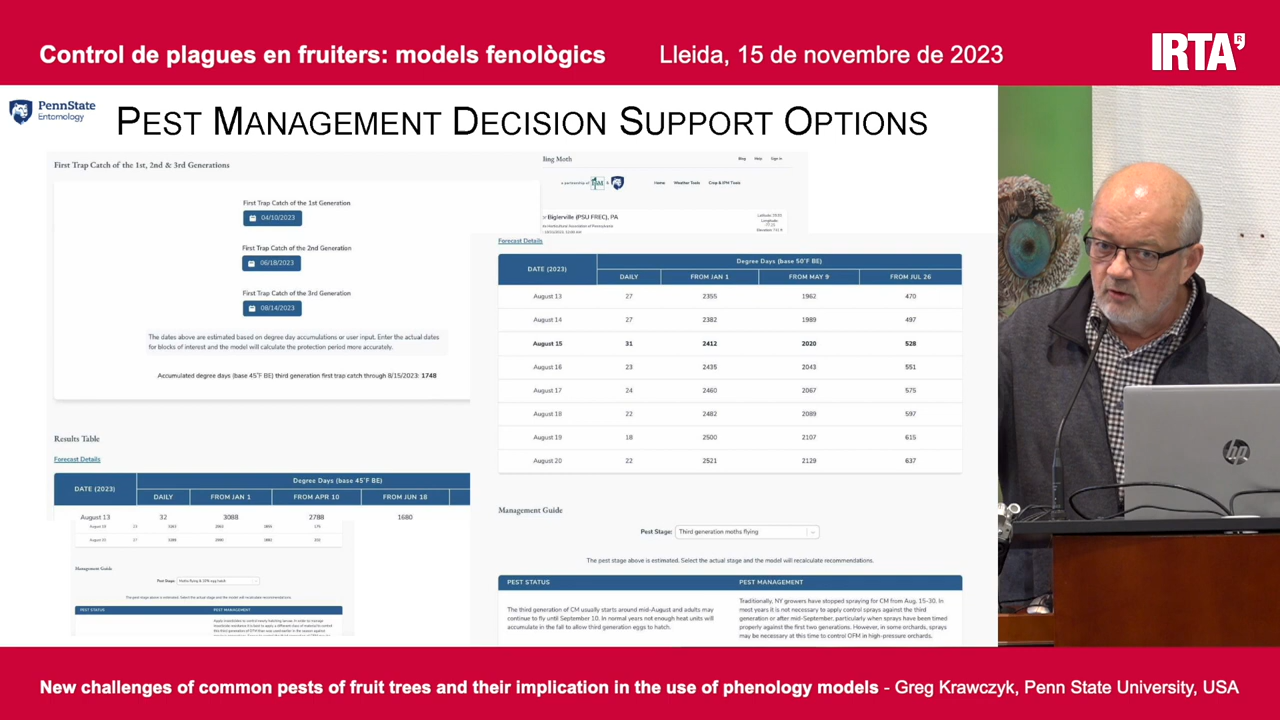 Control de plagues en fruiters: models fenològics
Lleida, 15 de novembre de 2023
IRTA
PennState
Entomology
PEST MANAGEMENT DECISION SUPPORT OPTIONS
First Trap Catch of the 1st, 2nd & 3rd Generations
First Trap Catch of the 1st Generation
04/10/2023
First Trap Catch of the 2nd Generation
06/18/2023
First Trap Catch of the 3rd Generation
08/14/2023
The dates above are estimated based on degree day accumulations or user input. Enter the actual dates
for blocks of interest and the model will calculate the protection period more accurately.
Accumulated degree days (base 45°F BE) third generation first trap catch through 8/15/2023: 1748
Results Table
Forecast Details
DATE (2023) Degree Days (base 45°F BE)
DAILY FROM JAN 1 FROM APR 10 FROM JUN 18
August 13 32 3088 2788 1680
Management Guide
Pest Stage:
PEST STATUS PEST MANAGEMENT
ling Moth
Blog Help Sign in
a partnership of
Home Weather Tools Crop & IPM Tools
Biglerville (PSU FREC), PA
Forecast Details
DATE (2023) Degree Days (base 50°F BE)
DAILY FROM JAN 1 FROM MAY 9 FROM JUL 26
August 13 27 2355 1962 470
August 14 27 2382 1989 497
August 15 31 2412 2020 528
August 16 23 2435 2043 551
August 17 24 2460 2067 575
August 18 22 2482 2089 597
August 19 18 2500 2107 615
August 20 22 2521 2129 637
Management Guide
Pest Stage: Third generation moths flying
The pest stage above is estimated. Select the actual stage and the model will recalculate recommendations.
PEST STATUS PEST MANAGEMENT
The third generation of CM usually starts around mid-August and adults may
continue to fly until September 10. In normal years not enough heat units will
accumulate in the fall to allow third generation eggs to hatch.
Traditionally, NY growers have stopped spraying for CM from Aug. 15-30. In
most years it is not necessary to apply control sprays against the third
generation or after mid-September, particularly when sprays have been timed
properly against the first two generations. However, in some orchards, sprays
may be necessary at this time to control OFM in high-pressure orchards.
hp
New challenges of common pests of fruit trees and their implication in the use of phenology models - Greg Krawczyk, Penn State University, USA